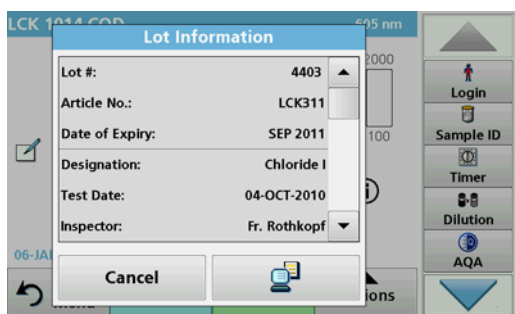 LCK 1014 COD 605 nm
Lot Information
2000
Lot #: 4403
Article No.: LCK311
Date of Expiry: SEP 2011
100
Designation: Chloride I
Test Date: 04-OCT-2010
Inspector: Fr. Rothkopf
06-JA
Cancel
Menu
ions
Login
Sample ID
Timer
Dilution
AQA